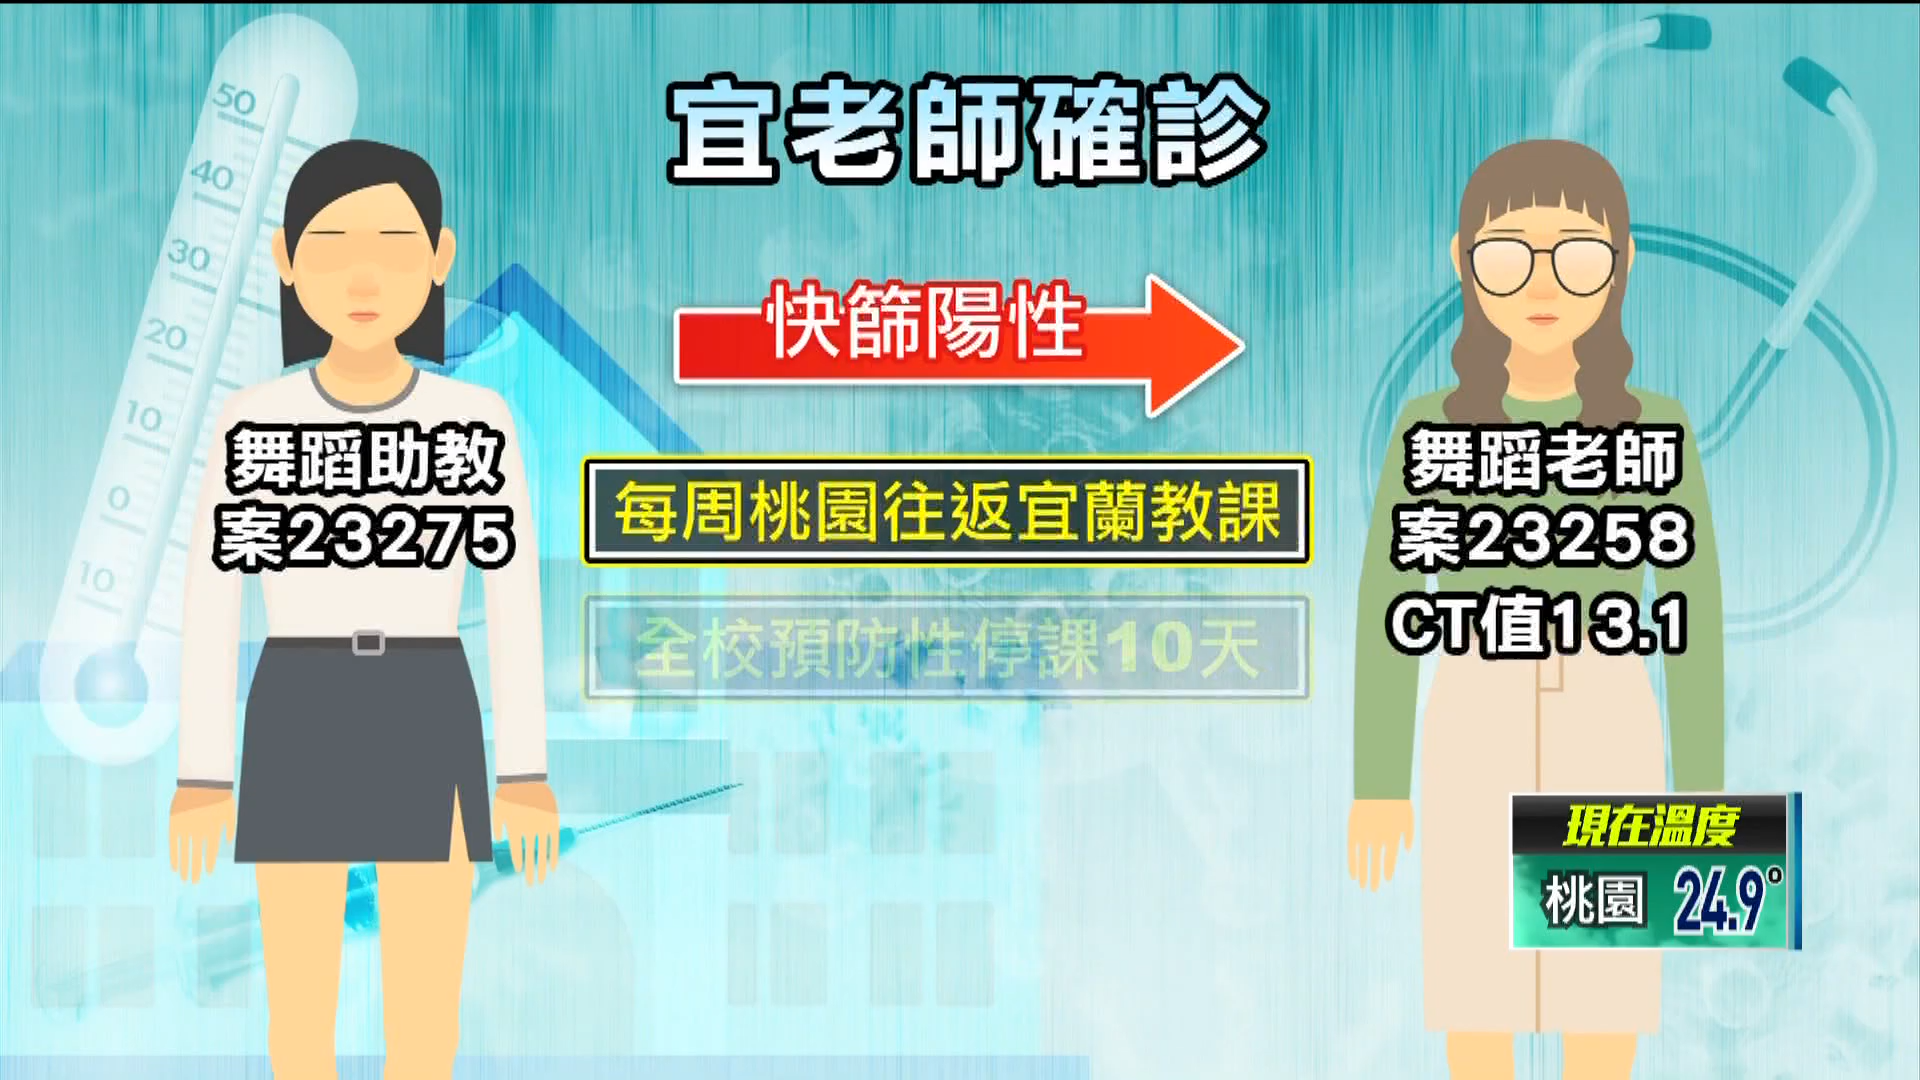 宜老師確診
快篩陽性
舞蹈助教
案23275
每周桃園往返宜蘭教課
全校預防性停課10天
舞蹈老師
案23258
CT值13.1
50
40
30
20
10
0
10
現在溫度
桃園 24.9°